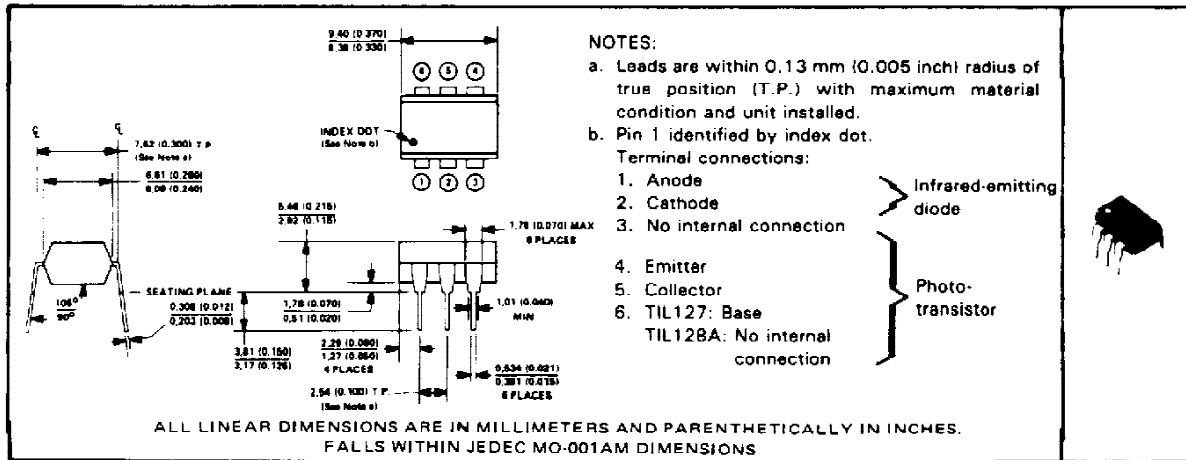 9,40 (0.370)
8,38 (0.330)
6 5 4
INDEX DOT
(See Note b)
1 2 3
℄ ℄
7,62 (0.300) T.P.
(See Note a)
6,61 (0.260)
6,09 (0.240)
5,46 (0.215)
2,92 (0.115)
1,78 (0.070) MAX
6 PLACES
SEATING PLANE
105°
90°
0,305 (0.012)
0,203 (0.008)
1,78 (0.070)
0,51 (0.020)
1,01 (0.040)
MIN
3,81 (0.150)
3,17 (0.125)
2,29 (0.090)
1,27 (0.050)
4 PLACES
0,534 (0.021)
0,381 (0.015)
6 PLACES
2,54 (0.100) T.P.
(See Note a)
NOTES:
a. Leads are within 0,13 mm (0.005 inch) radius of
true position (T.P.) with maximum material
condition and unit installed.
b. Pin 1 identified by index dot.
Terminal connections:
1. Anode
2. Cathode
3. No internal connection
Infrared-emitting
diode
4. Emitter
5. Collector
6. TIL127: Base
TIL128A: No internal
connection
Photo-
transistor
ALL LINEAR DIMENSIONS ARE IN MILLIMETERS AND PARENTHETICALLY IN INCHES.
FALLS WITHIN JEDEC MO-001AM DIMENSIONS